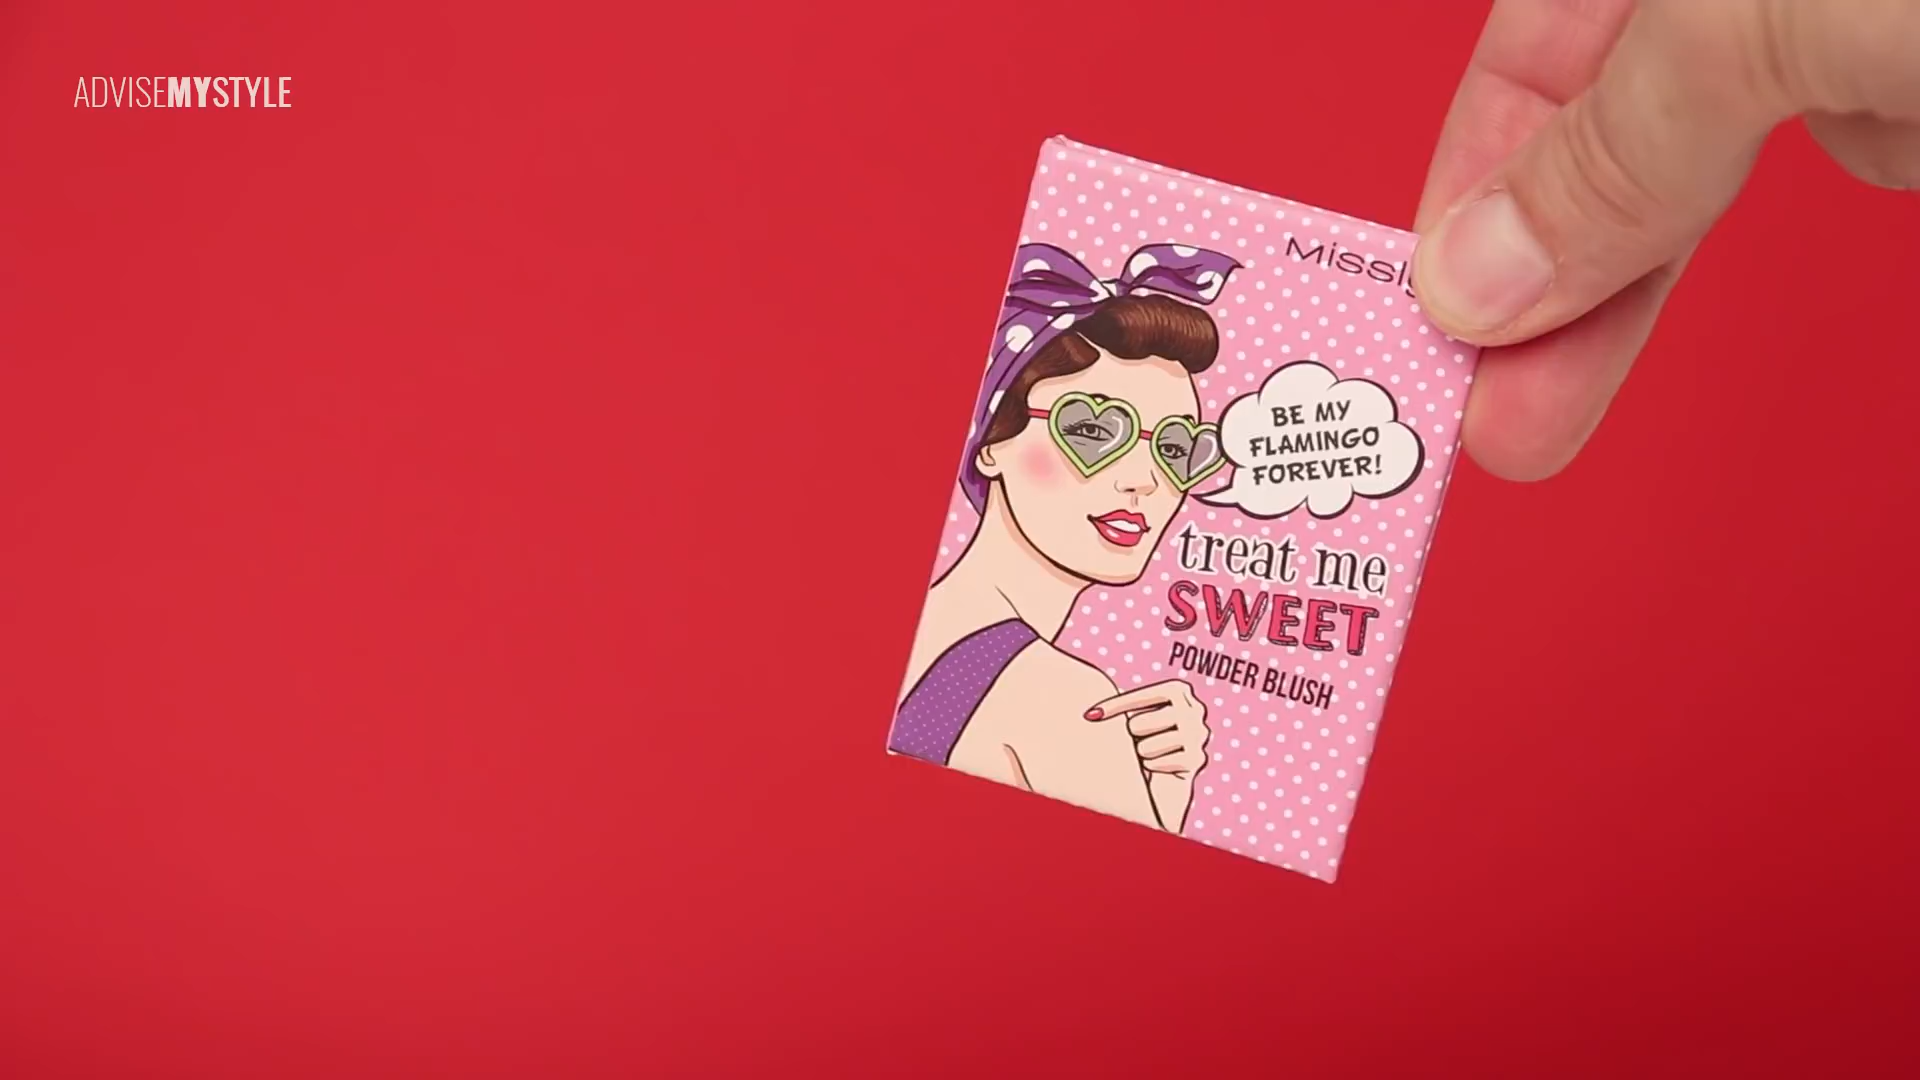 ADVISEMYSTYLE
BE MY
FLAMINGO
FOREVER!
treat me
SWEET
POWDER BLUSH